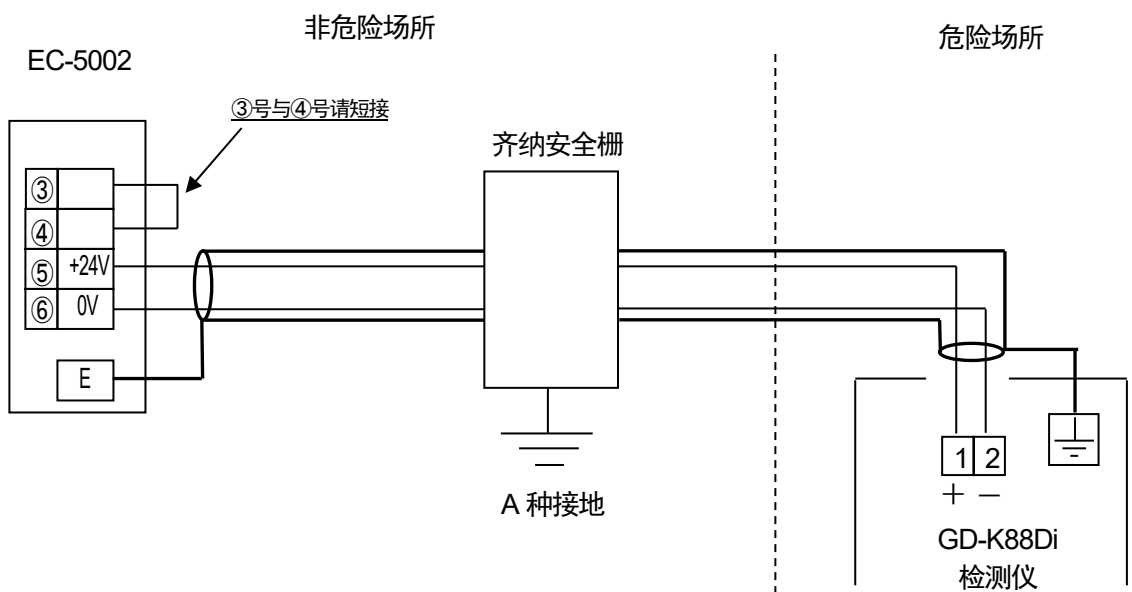 非危险场所
危险场所
EC-5002
③号与④号请短接
齐纳安全栅
③
④
⑤ +24V
⑥ 0V
E
1 2
＋ －
A 种接地
GD-K88Di
检测仪